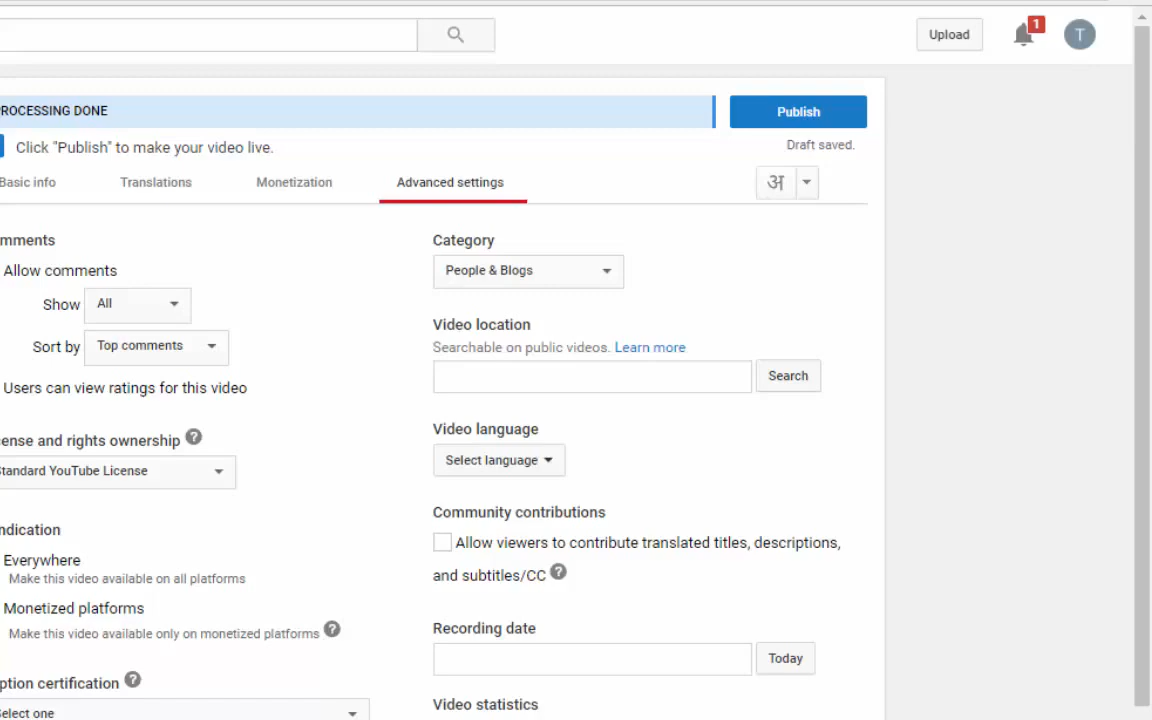 Upload
1
T
ROCESSING DONE
Publish
Click "Publish" to make your video live.
Draft saved.
Basic info
Translations
Monetization
Advanced settings
अ
mments
Category
Allow comments
People & Blogs
Show
All
Video location
Sort by
Top comments
Searchable on public videos. Learn more
Search
Users can view ratings for this video
Video language
ense and rights ownership ?
Select language
tandard YouTube License
Community contributions
ndication
Allow viewers to contribute translated titles, descriptions,
and subtitles/CC ?
Everywhere
Make this video available on all platforms
Monetized platforms
Make this video available only on monetized platforms ?
Recording date
Today
ption certification ?
Video statistics
elect one